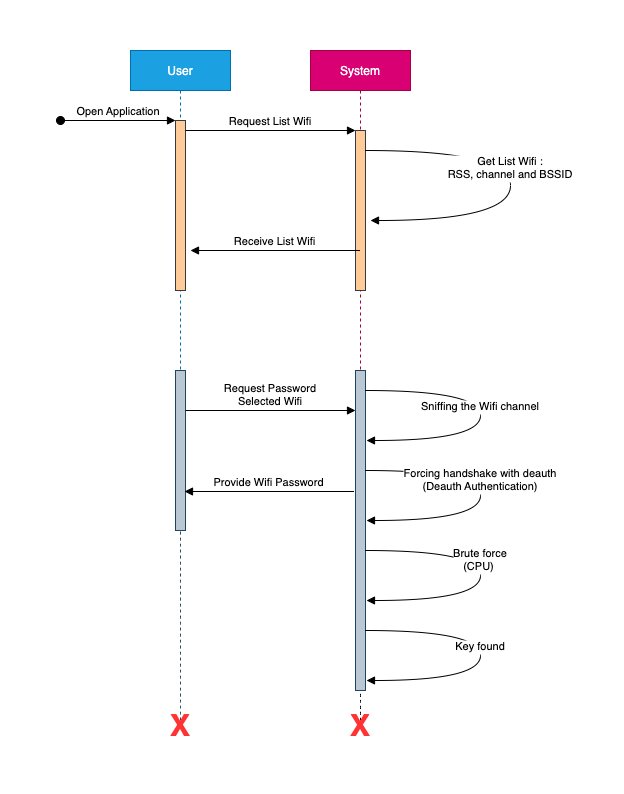 User
System
Open Application
Request List Wifi
Get List Wifi :
RSS, channel and BSSID
Receive List Wifi
Request Password
Selected Wifi
Sniffing the Wifi channel
Forcing handshake with deauth
(Deauth Authentication)
Provide Wifi Password
Brute force
(CPU)
Key found
X
X